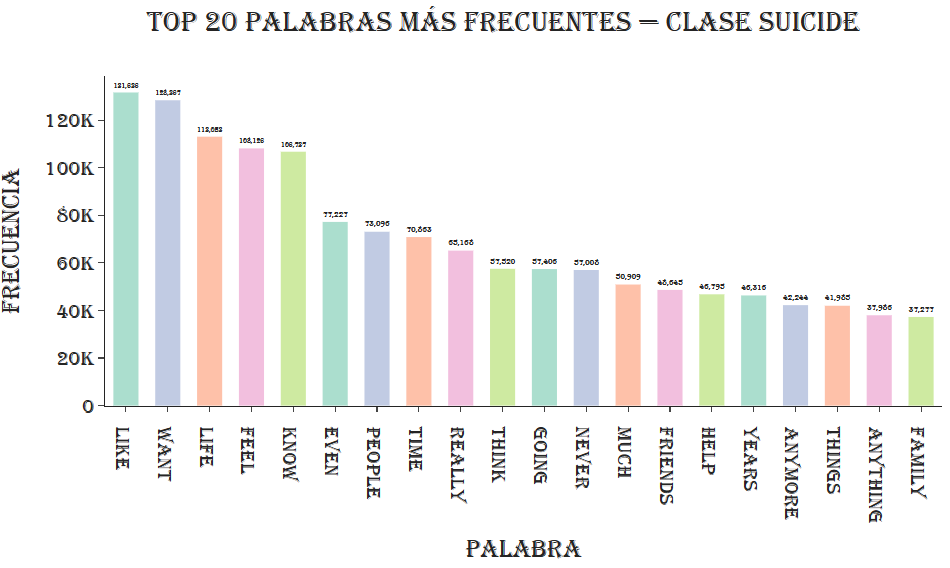 TOP 20 PALABRAS MÁS FRECUENTES — CLASE SUICIDE
FRECUENCIA
120K
100K
80K
60K
40K
20K
0
77,227
73,096
70,863
65,168
57,520
57,406
57,008
50,909
48,645
46,795
46,316
42,244
41,985
37,986
37,277
LIKE
WANT
LIFE
FEEL
KNOW
EVEN
PEOPLE
TIME
REALLY
THINK
GOING
NEVER
MUCH
FRIENDS
HELP
YEARS
ANYMORE
THINGS
ANYTHING
FAMILY
PALABRA